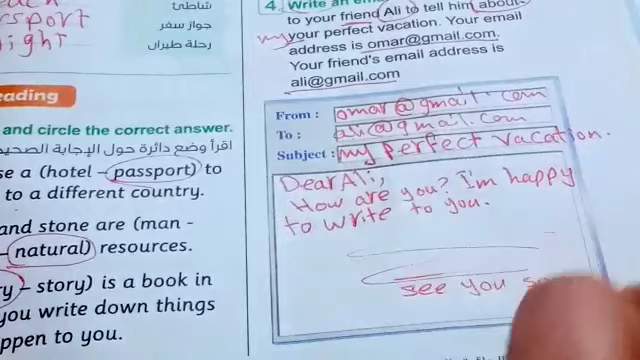 sport
ight
شاطئ
جواز سفر
رحلة طيران
eading
and circle the correct answer.
اقرأ وضع دائرة حول الإجابة الصحيح
se a (hotel – passport) to
to a different country.
and stone are (man -
natural) resources.
y – story) is a book in
you write down things
ppen to you.
4 Write an em
to your friend Ali to tell him about
my your perfect vacation. Your email
address is omar@gmail.com.
Your friend's email address is
ali@gmail.com
From : omar@gmail.com
To : ali@gmail.com
Subject : my perfect vacation.
Dear Ali,
How are you? I'm happy
to write to you.
see you